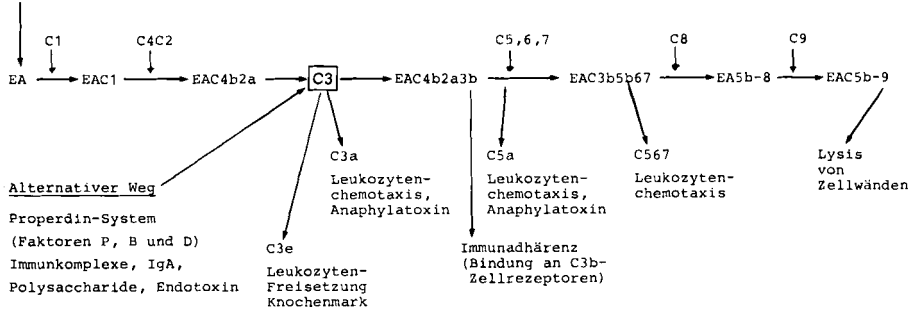 C1
C4C2
C5,6,7
C8
C9
EA
EAC1
EAC4b2a
C3
EAC4b2a3b
EAC3b5b67
EA5b-8
EAC5b-9
C3a
Leukozyten-
chemotaxis,
Anaphylatoxin
C5a
Leukozyten-
chemotaxis,
Anaphylatoxin
C567
Leukozyten-
chemotaxis
Lysis
von
Zellwänden
Alternativer Weg
Properdin-System
(Faktoren P, B und D)
Immunkomplexe, IgA,
Polysaccharide, Endotoxin
C3e
Leukozyten-
Freisetzung
Knochenmark
Immunadhärenz
(Bindung an C3b-
Zellrezeptoren)